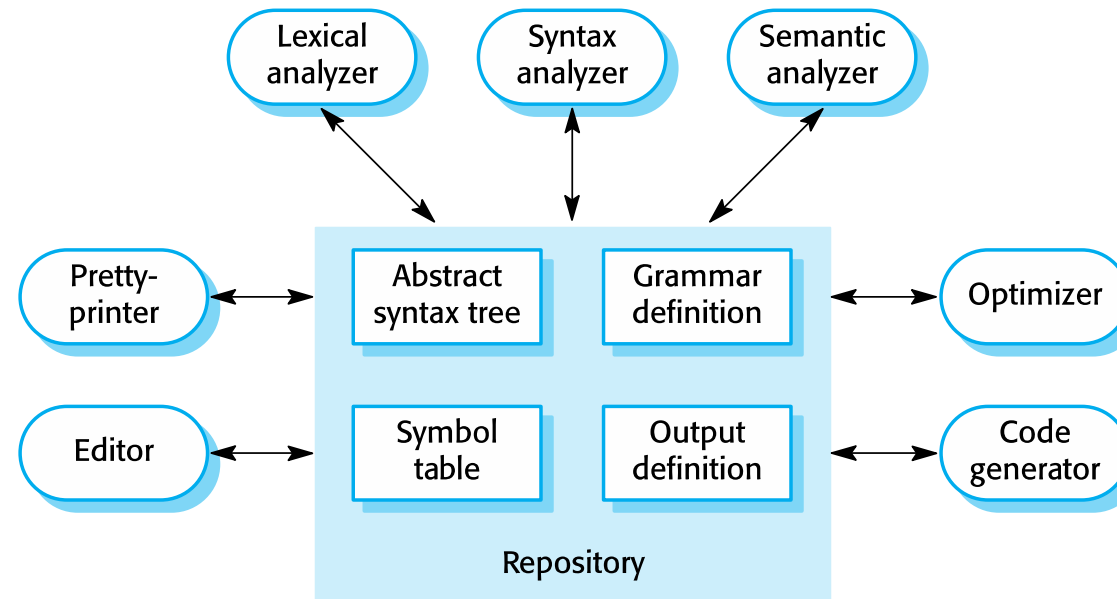 Lexical
analyzer
Syntax
analyzer
Semantic
analyzer
Pretty-
printer
Abstract
syntax tree
Grammar
definition
Optimizer
Editor
Symbol
table
Output
definition
Code
generator
Repository